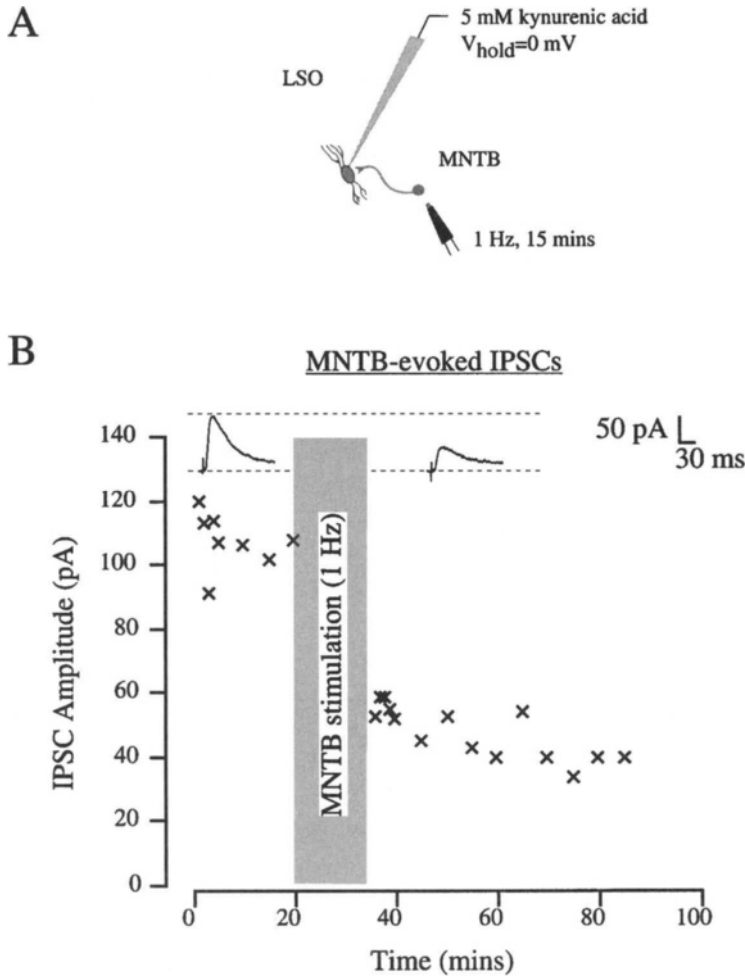 A
5 mM kynurenic acid
V_hold=0 mV
LSO
MNTB
1 Hz, 15 mins
B
MNTB-evoked IPSCs
50 pA
30 ms
140
120
100
80
60
40
20
0
IPSC Amplitude (pA)
MNTB stimulation (1 Hz)
0 20 40 60 80 100
Time (mins)